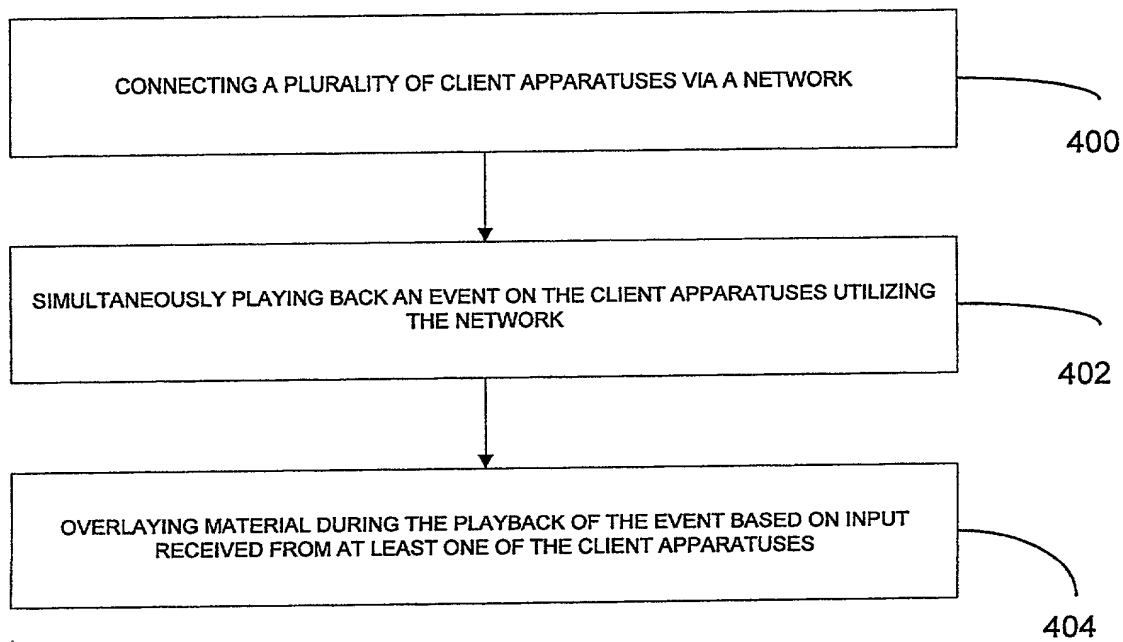 CONNECTING A PLURALITY OF CLIENT APPARATUSES VIA A NETWORK
400
SIMULTANEOUSLY PLAYING BACK AN EVENT ON THE CLIENT APPARATUSES UTILIZING
THE NETWORK
402
OVERLAYING MATERIAL DURING THE PLAYBACK OF THE EVENT BASED ON INPUT
RECEIVED FROM AT LEAST ONE OF THE CLIENT APPARATUSES
404